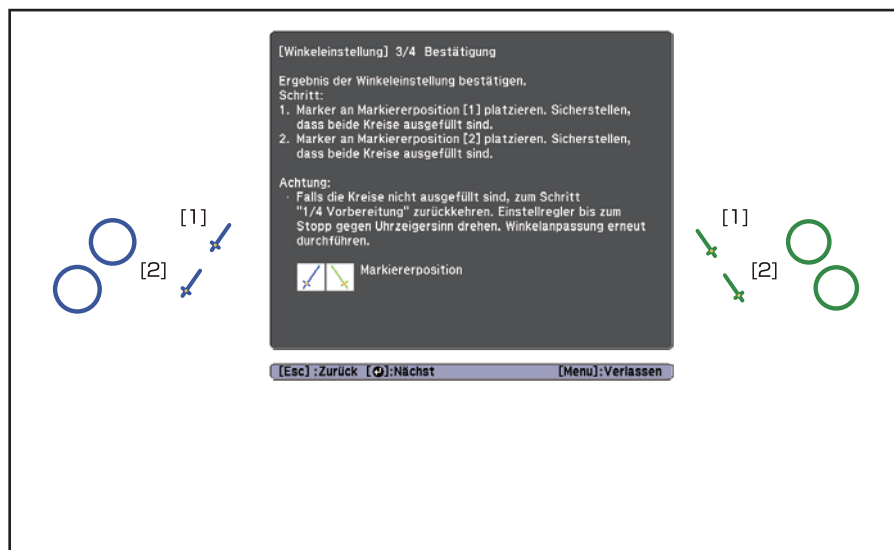 [Winkeleinstellung] 3/4 Bestätigung
Ergebnis der Winkeleinstellung bestätigen.
Schritt:
1. Marker an Markiererposition [1] platzieren. Sicherstellen,
dass beide Kreise ausgefüllt sind.
2. Marker an Markiererposition [2] platzieren. Sicherstellen,
dass beide Kreise ausgefüllt sind.
Achtung:
· Falls die Kreise nicht ausgefüllt sind, zum Schritt
"1/4 Vorbereitung" zurückkehren. Einstellregler bis zum
Stopp gegen Uhrzeigersinn drehen. Winkelanpassung erneut
durchführen.
Markiererposition
[1]
[2]
[1]
[2]
[Esc] :Zurück [↵]:Nächst [Menu]:Verlassen